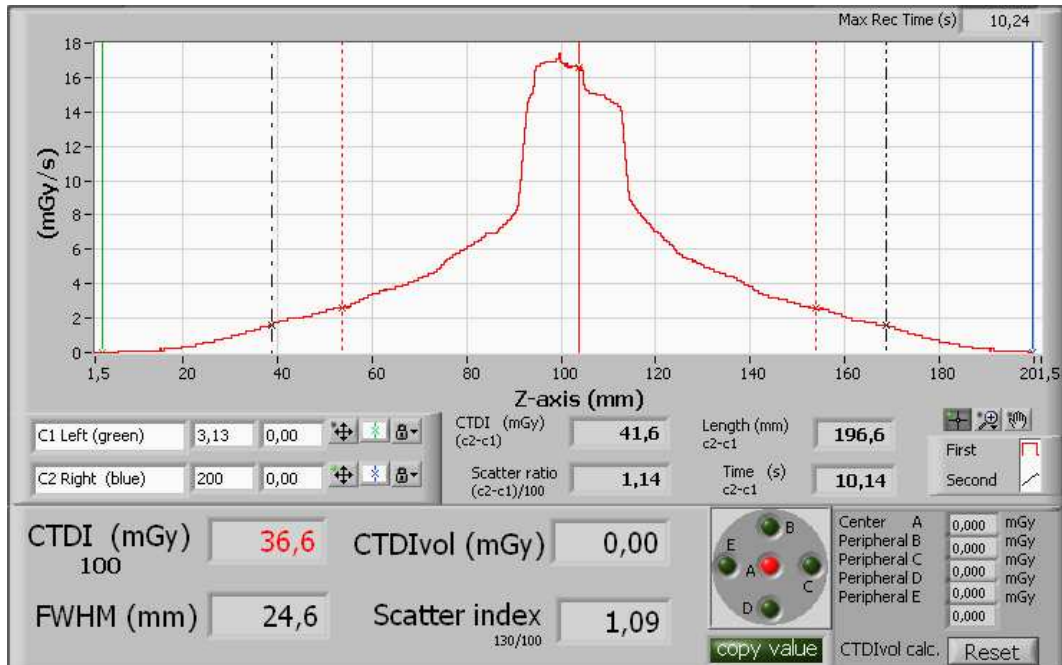 Max Rec Time (s) 10,24
18
16
14
12
10
8
6
4
2
0
(mGy/s)
1,5 20 40 60 80 100 120 140 160 180 201,5
Z-axis (mm)
C1 Left (green) 3,13 0,00
C2 Right (blue) 200 0,00
CTDI (mGy)
(c2-c1)
41,6
Scatter ratio
(c2-c1)/100
1,14
Length (mm)
c2-c1
196,6
Time (s)
c2-c1
10,14
First
Second
CTDI (mGy)
100
36,6
CTDIvol (mGy) 0,00
FWHM (mm) 24,6
Scatter index
130/100
1,09
B
E
A
C
D
copy value
Center A 0,000 mGy
Peripheral B 0,000 mGy
Peripheral C 0,000 mGy
Peripheral D 0,000 mGy
Peripheral E 0,000 mGy
CTDIvol calc. Reset